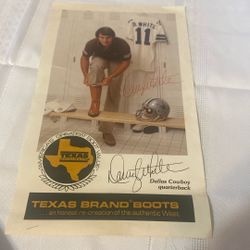 D. WHITE
11
Danny White
TEXAS
Danny White
Dallas Cowboy
quarterback
TEXAS BRAND BOOTS
... an honest re-creation of the authentic West.